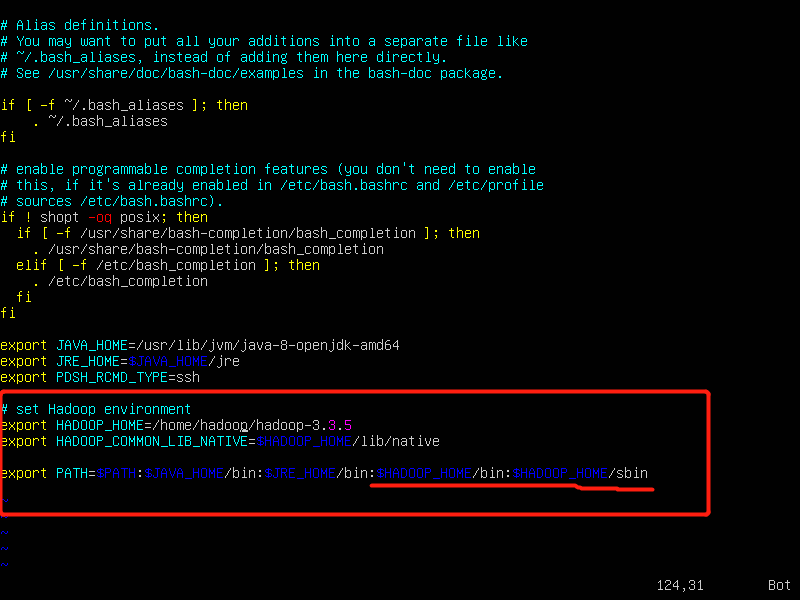 # Alias definitions.
# You may want to put all your additions into a separate file like
# ~/.bash_aliases, instead of adding them here directly.
# See /usr/share/doc/bash-doc/examples in the bash-doc package.
if [ -f ~/.bash_aliases ]; then
    . ~/.bash_aliases
fi
# enable programmable completion features (you don't need to enable
# this, if it's already enabled in /etc/bash.bashrc and /etc/profile
# sources /etc/bash.bashrc).
if ! shopt -oq posix; then
  if [ -f /usr/share/bash-completion/bash_completion ]; then
    . /usr/share/bash-completion/bash_completion
  elif [ -f /etc/bash_completion ]; then
    . /etc/bash_completion
  fi
fi
export JAVA_HOME=/usr/lib/jvm/java-8-openjdk-amd64
export JRE_HOME=$JAVA_HOME/jre
export PDSH_RCMD_TYPE=ssh
# set Hadoop environment
export HADOOP_HOME=/home/hadoop/hadoop-3.3.5
export HADOOP_COMMON_LIB_NATIVE=$HADOOP_HOME/lib/native
export PATH=$PATH:$JAVA_HOME/bin:$JRE_HOME/bin:$HADOOP_HOME/bin:$HADOOP_HOME/sbin
~
~
~
~
124,31 Bot